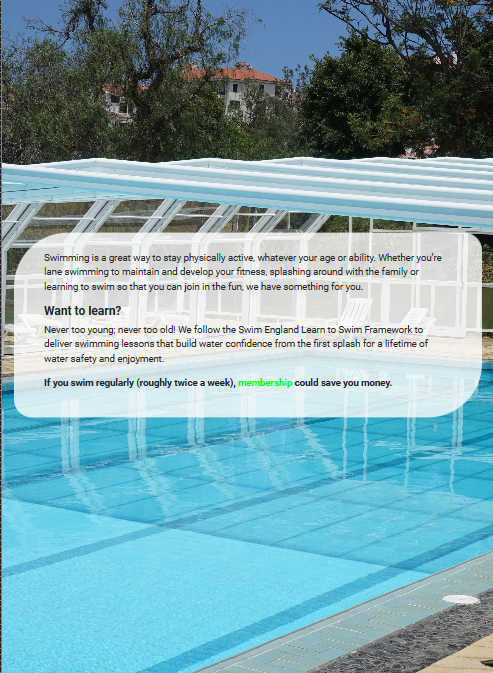 Swimming is a great way to stay physically active, whatever your age or ability. Whether you're
lane swimming to maintain and develop your fitness, splashing around with the family or
learning to swim so that you can join in the fun, we have something for you.
Want to learn?
Never too young; never too old! We follow the Swim England Learn to Swim Framework to
deliver swimming lessons that build water confidence from the first splash for a lifetime of
water safety and enjoyment.
If you swim regularly (roughly twice a week), membership could save you money.